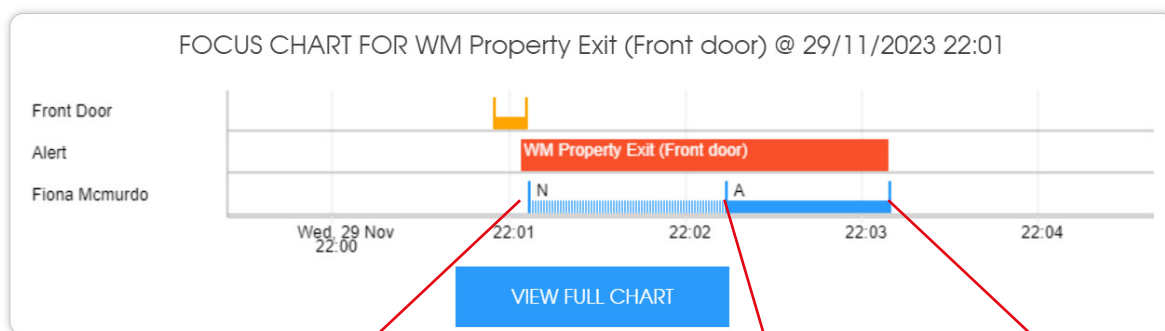 FOCUS CHART FOR WM Property Exit (Front door) @ 29/11/2023 22:01
Front Door
Alert
WM Property Exit (Front door)
Fiona Mcmurdo
N
A
Wed, 29 Nov
22:00
22:01
22:02
22:03
22:04
VIEW FULL CHART